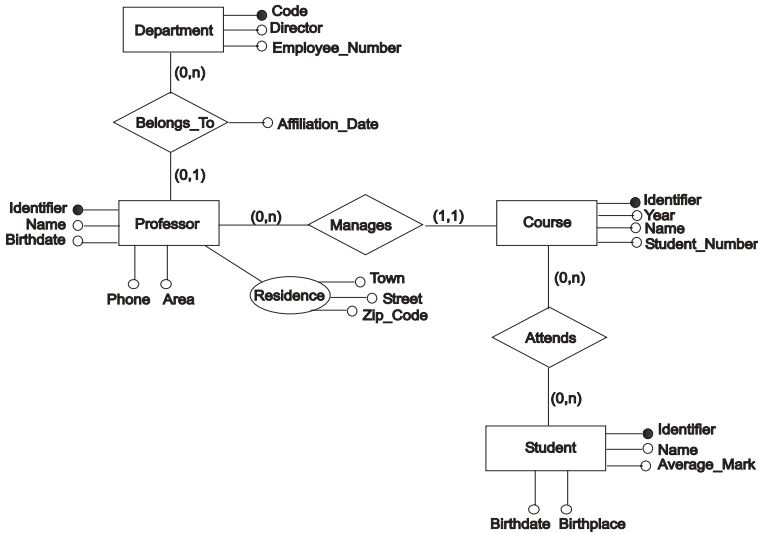 Code
Department
Director
Employee_Number
(0,n)
Belongs_To
Affiliation_Date
(0,1)
Identifier
Name
Birthdate
Professor
(0,n)
Manages
(1,1)
Course
Identifier
Year
Name
Student_Number
Phone
Area
Residence
Town
Street
Zip_Code
(0,n)
Attends
(0,n)
Student
Identifier
Name
Average_Mark
Birthdate
Birthplace